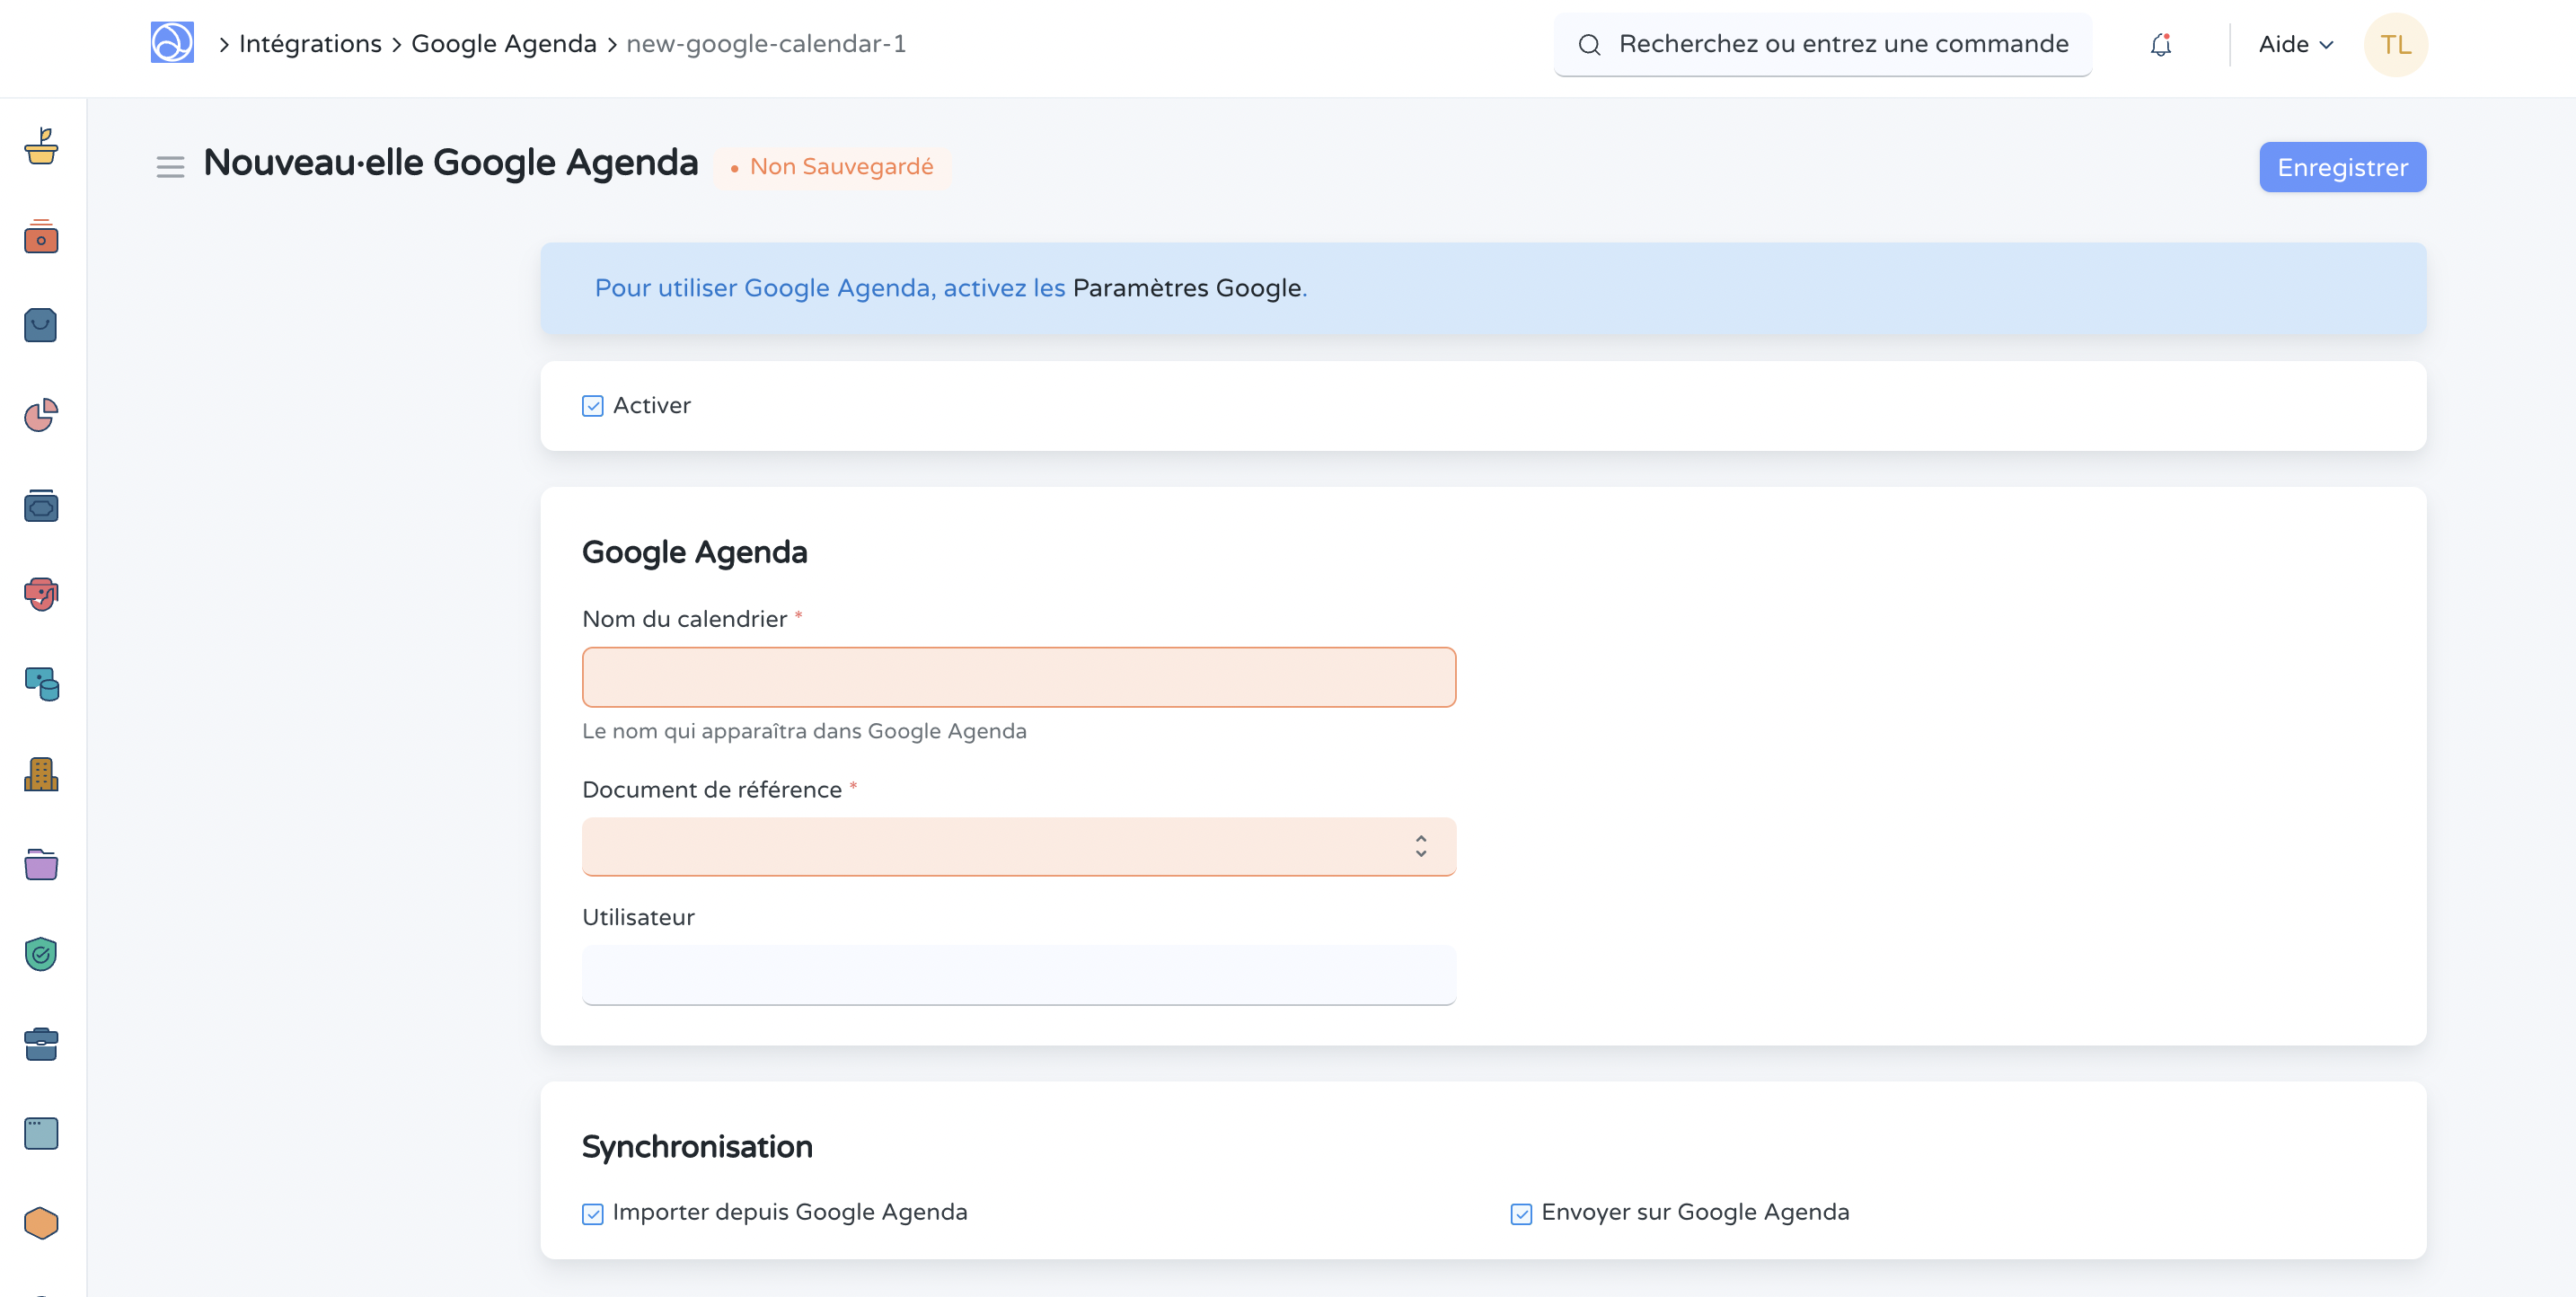 Intégrations > Google Agenda > new-google-calendar-1
Recherchez ou entrez une commande
Aide
TL
Nouveau·elle Google Agenda
• Non Sauvegardé
Enregistrer
Pour utiliser Google Agenda, activez les Paramètres Google.
Activer
Google Agenda
Nom du calendrier *
Le nom qui apparaîtra dans Google Agenda
Document de référence *
Utilisateur
Synchronisation
Importer depuis Google Agenda
Envoyer sur Google Agenda